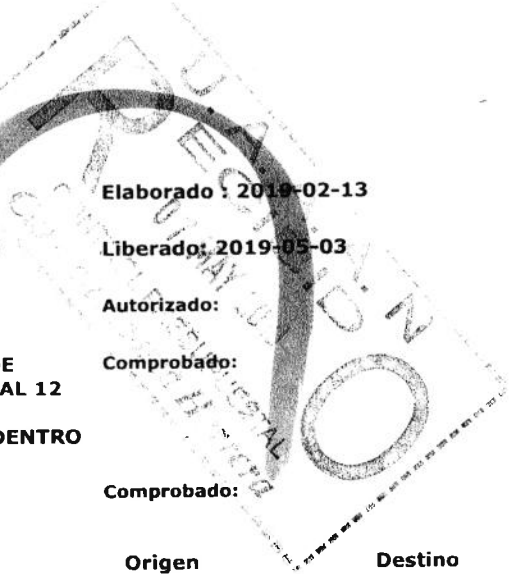 Elaborado : 2019-02-13
Liberado: 2019-05-03
Autorizado:
E Comprobado:
AL 12
DENTRO
Comprobado:
Origen Destino